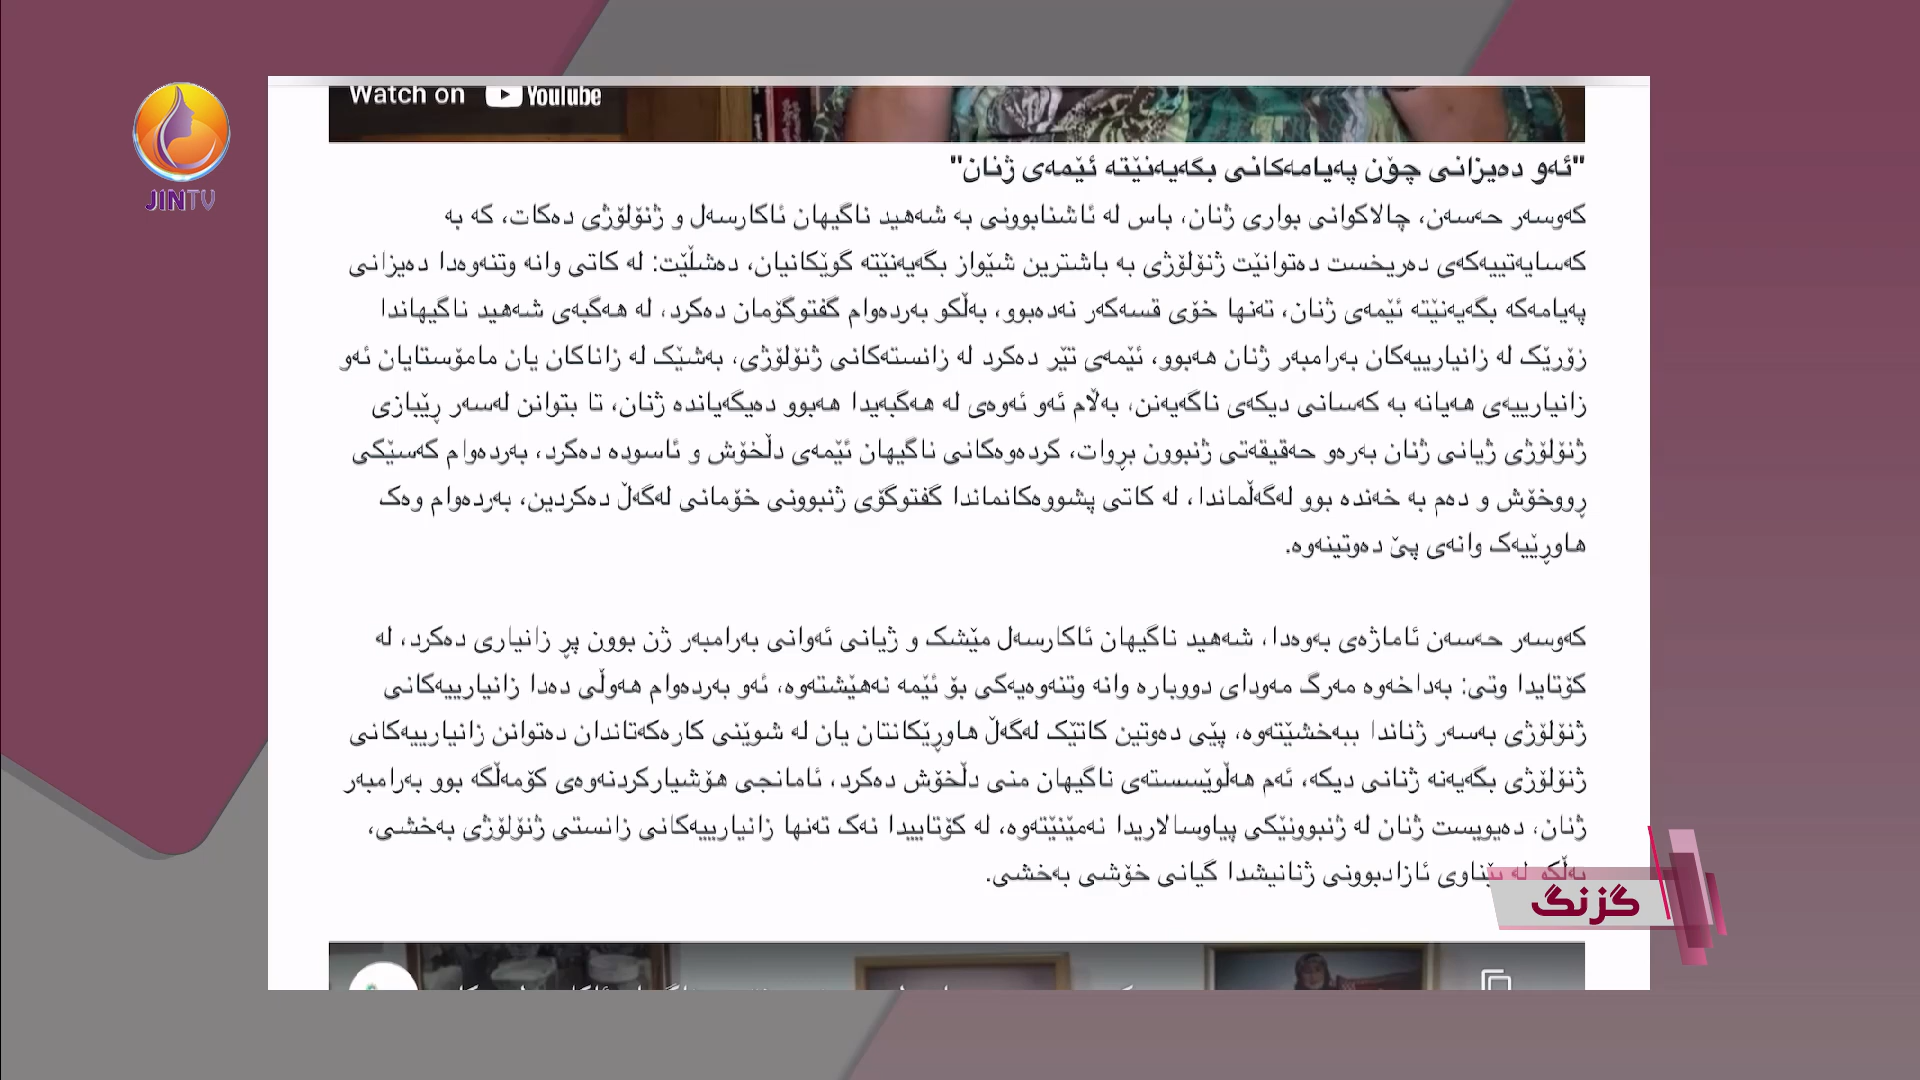 Watch on YouTube
JINTV
"ئەو دەیزانی چۆن پەیامەکانی بگەیەنێتە ئێمەی ژنان"
کەوسەر حەسەن، چالاکوانی بواری ژنان، باس لە ئاشنابوونی بە شەهید ناگیهان ئاکارسەل و ژنۆلۆژی دەکات، کە بە
کەسایەتییەکەی دەریخست دەتوانێت ژنۆلۆژی بە باشترین شێواز بگەیەنێتە گوێکانیان، دەشڵێت: لە کاتی وانە وتنەوەدا دەیزانی
پەیامەکە بگەیەنێتە ئێمەی ژنان، تەنها خۆی قسەکەر نەدەبوو، بەڵکو بەردەوام گفتوگۆمان دەکرد، لە هەگبەی شەهید ناگیهاندا
زۆرێک لە زانیارییەکان بەرامبەر ژنان هەبوو، ئێمەی تێر دەکرد لە زانستەکانی ژنۆلۆژی، بەشێک لە زاناکان یان مامۆستایان ئەو
زانیارییەی هەیانە بە کەسانی دیکەی ناگەیەنن، بەڵام ئەو ئەوەی لە هەگبەیدا هەبوو دەیگەیاندە ژنان، تا بتوانن لەسەر ڕێبازی
ژنۆلۆژی ژیانی ژنان بەرەو حەقیقەتی ژنبوون بڕوات، کردەوەکانی ناگیهان ئێمەی دڵخۆش و ئاسودە دەکرد، بەردەوام کەسێکی
ڕووخۆش و دەم بە خەندە بوو لەگەڵماندا، لە کاتی پشووەکانماندا گفتوگۆی ژنبوونی خۆمانی لەگەڵ دەکردین، بەردەوام وەک
هاوڕێیەک وانەی پێ دەوتینەوە.
کەوسەر حەسەن ئاماژەی بەوەدا، شەهید ناگیهان ئاکارسەل مێشک و ژیانی ئەوانی بەرامبەر ژن بوون پڕ زانیاری دەکرد، لە
کۆتایدا وتی: بەداخەوە مەرگ مەودای دووبارە وانە وتنەوەیەکی بۆ ئێمە نەهێشتەوە، ئەو بەردەوام هەوڵی دەدا زانیارییەکانی
ژنۆلۆژی بەسەر ژناندا ببەخشێتەوە، پێی دەوتین کاتێک لەگەڵ هاوڕێکانتان یان لە شوێنی کارەکەتاندان دەتوانن زانیارییەکانی
ژنۆلۆژی بگەیەنە ژنانی دیکە، ئەم هەڵوێسستەی ناگیهان منی دڵخۆش دەکرد، ئامانجی هۆشیارکردنەوەی کۆمەڵگە بوو بەرامبەر
ژنان، دەیویست ژنان لە ژنبوونێکی پیاوسالاریدا نەمێنێتەوە، لە کۆتاییدا نەک تەنها زانیارییەکانی زانستی ژنۆلۆژی بەخشی،
بەڵکو لە پێناوی ئازادبوونی ژنانیشدا گیانی خۆشی بەخشی.
گزنگ